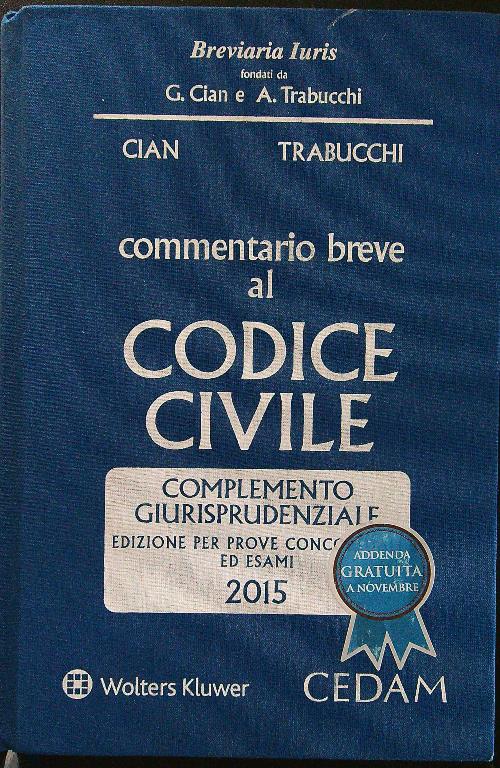 Breviaria Iuris
fondati da
G. Cian e A. Trabucchi
CIAN TRABUCCHI
commentario breve
al
CODICE
CIVILE
COMPLEMENTO
GIURISPRUDENZIALE
EDIZIONE PER PROVE
ED ESAMI
2015
ADDENDA
GRATUITA
A NOVEMBRE
Wolters Kluwer
CEDAM